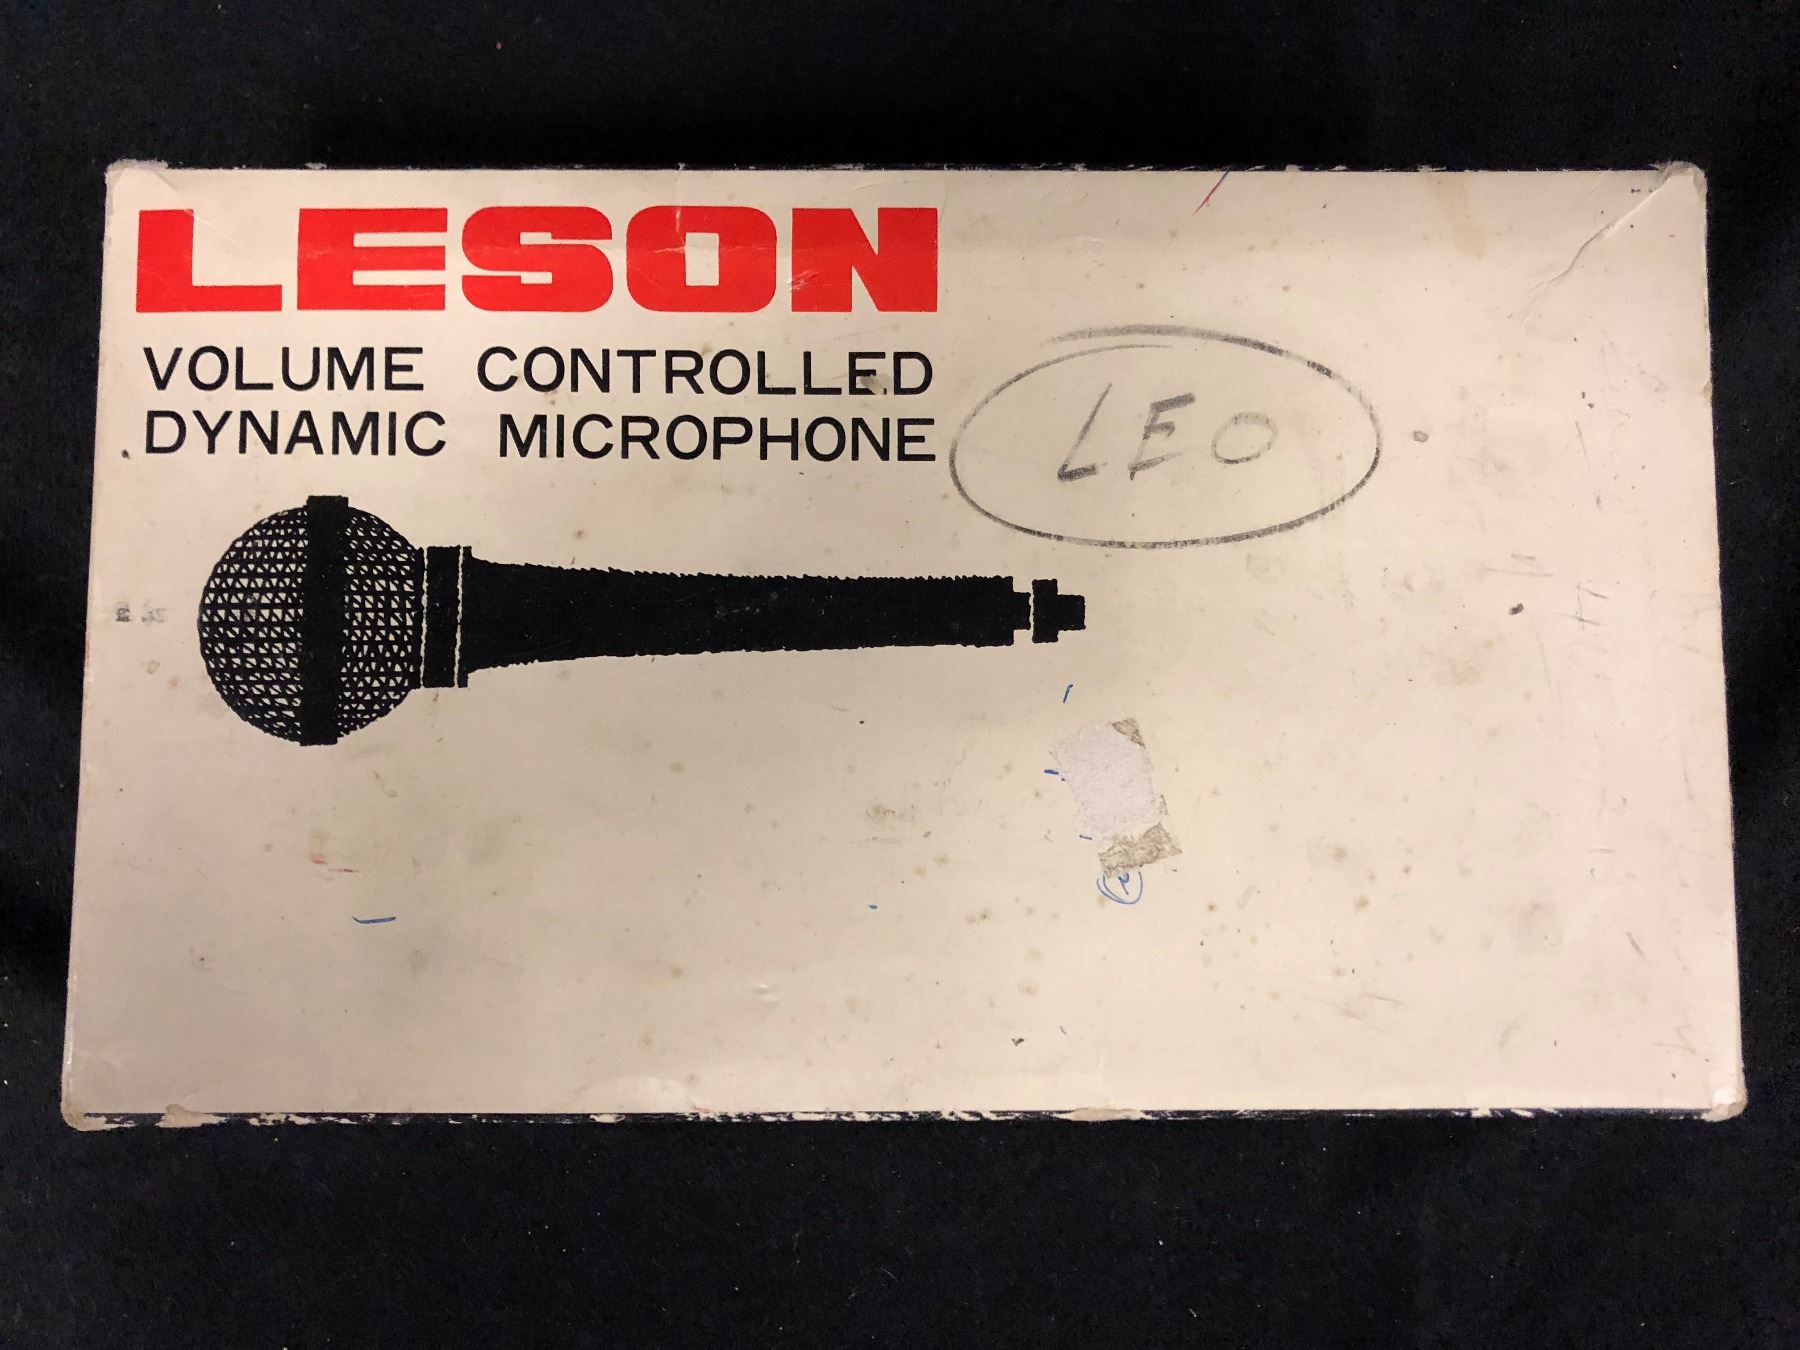 LESON
VOLUME CONTROLLED
DYNAMIC MICROPHONE
LEO